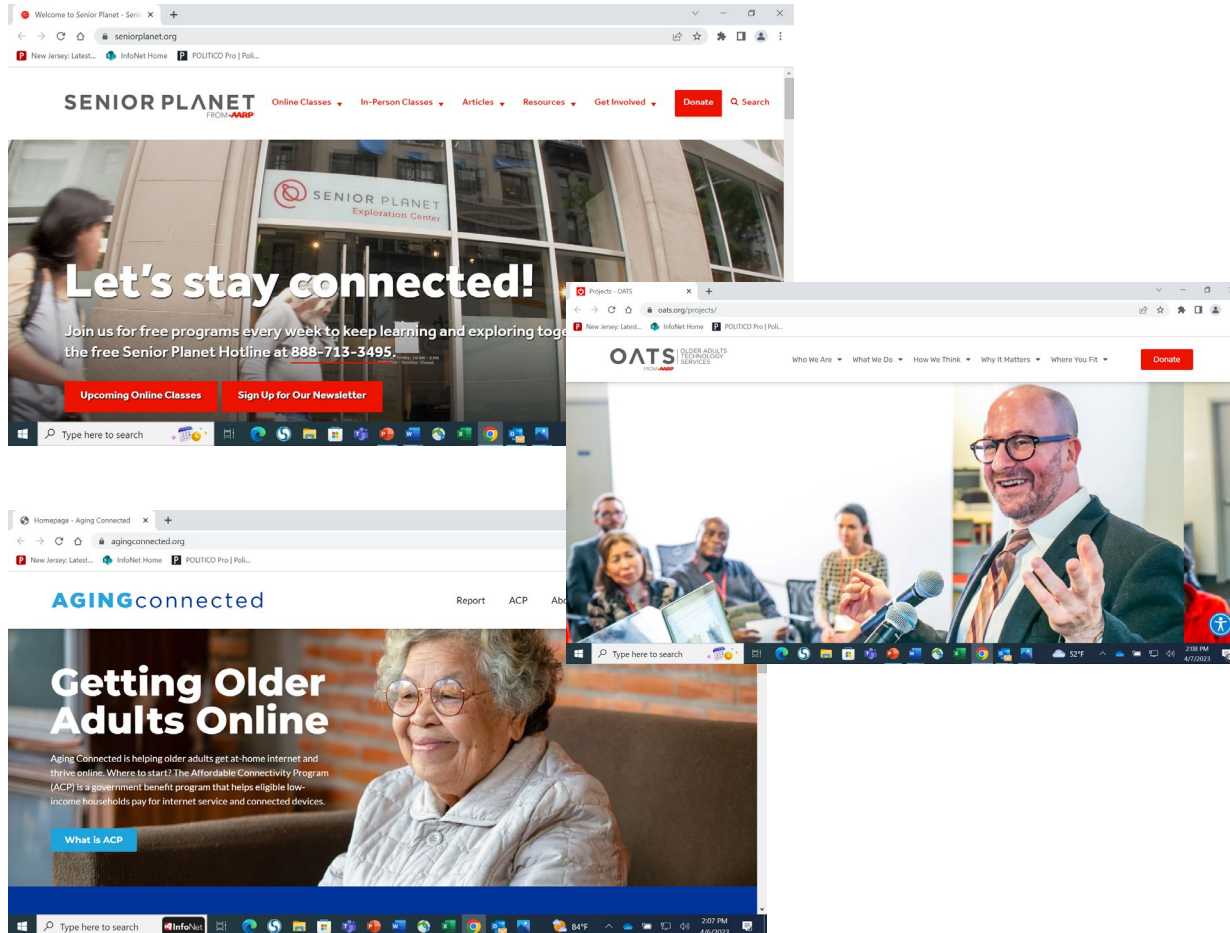 Welcome to Senior Planet - Seni
seniorplanet.org
New Jersey: Latest... InfoNet Home POLITICO Pro | Poli...
SENIOR PLANET
FROM AARP
Online Classes In-Person Classes Articles Resources Get Involved Donate Search
SENIOR PLANET
Exploration Center
Let's stay connected!
Join us for free programs every week to keep learning and exploring toge
the free Senior Planet Hotline at 888-713-3495.
Upcoming Online Classes Sign Up for Our Newsletter
Type here to search
Projects - OATS
oats.org/projects/
New Jersey: Latest... InfoNet Home POLITICO Pro | Poli...
OATS OLDER ADULTS
TECHNOLOGY
SERVICES
FROM AARP
Who We Are What We Do How We Think Why It Matters Where You Fit Donate
Type here to search 52°F 2:08 PM
4/7/2023
Homepage - Aging Connected
agingconnected.org
New Jersey: Latest... InfoNet Home POLITICO Pro | Poli...
AGINGconnected
Report ACP Abo
Getting Older
Adults Online
Aging Connected is helping older adults get at-home internet and
thrive online. Where to start? The Affordable Connectivity Program
(ACP) is a government benefit program that helps eligible low-
income households pay for internet service and connected devices.
What is ACP
Type here to search InfoNet 84°F 2:07 PM
4/6/2023